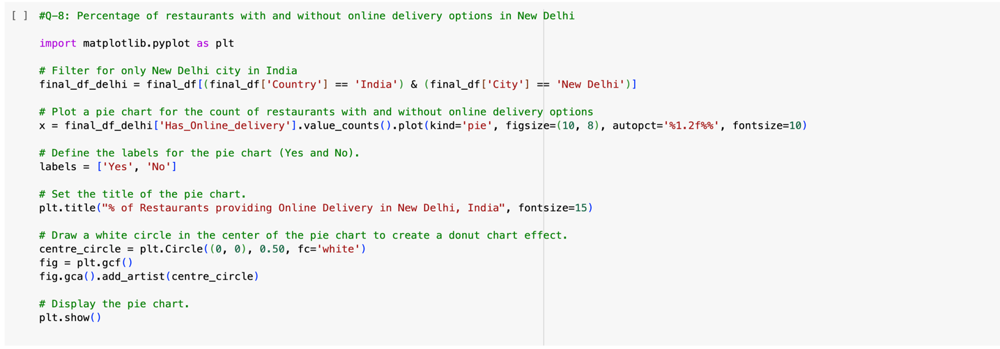 [ ] #Q-8: Percentage of restaurants with and without online delivery options in New Delhi
import matplotlib.pyplot as plt
# Filter for only New Delhi city in India
final_df_delhi = final_df[(final_df['Country'] == 'India') & (final_df['City'] == 'New Delhi')]
# Plot a pie chart for the count of restaurants with and without online delivery options
x = final_df_delhi['Has_Online_delivery'].value_counts().plot(kind='pie', figsize=(10, 8), autopct='%1.2f%%', fontsize=10)
# Define the labels for the pie chart (Yes and No).
labels = ['Yes', 'No']
# Set the title of the pie chart.
plt.title("% of Restaurants providing Online Delivery in New Delhi, India", fontsize=15)
# Draw a white circle in the center of the pie chart to create a donut chart effect.
centre_circle = plt.Circle((0, 0), 0.50, fc='white')
fig = plt.gcf()
fig.gca().add_artist(centre_circle)
# Display the pie chart.
plt.show()